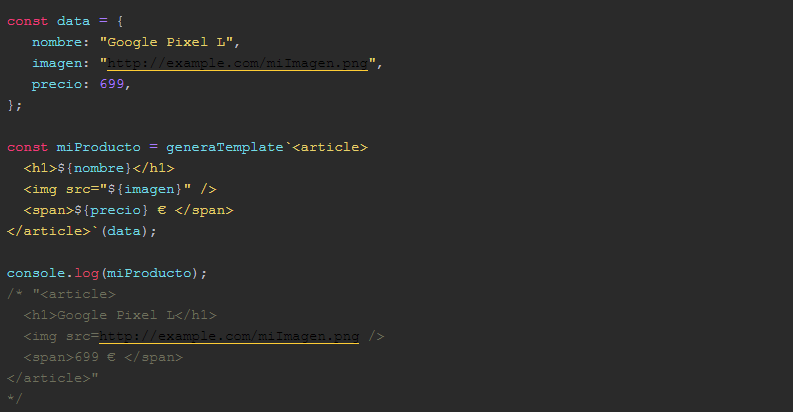 const data = {
   nombre: "Google Pixel L",
   imagen: "http://example.com/miImagen.png",
   precio: 699,
};

const miProducto = generaTemplate`<article>
  <h1>${nombre}</h1>
  <img src="${imagen}" />
  <span>${precio} € </span>
</article>`(data);

console.log(miProducto);
/* "<article>
  <h1>Google Pixel L</h1>
  <img src=http://example.com/miImagen.png />
  <span>699 € </span>
</article>"
*/